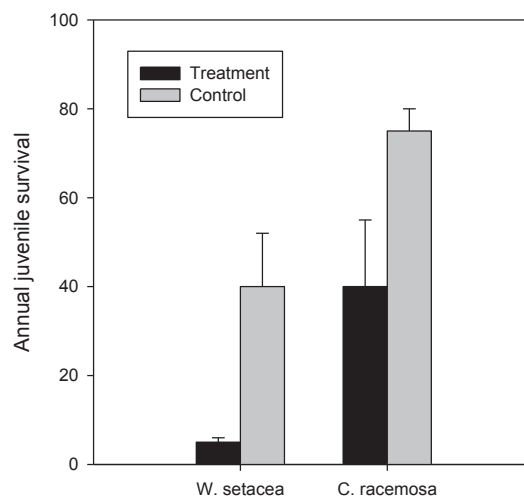 100
Treatment
Control
80
60
40
20
0
Annual juvenile survival
W. setacea C. racemosa